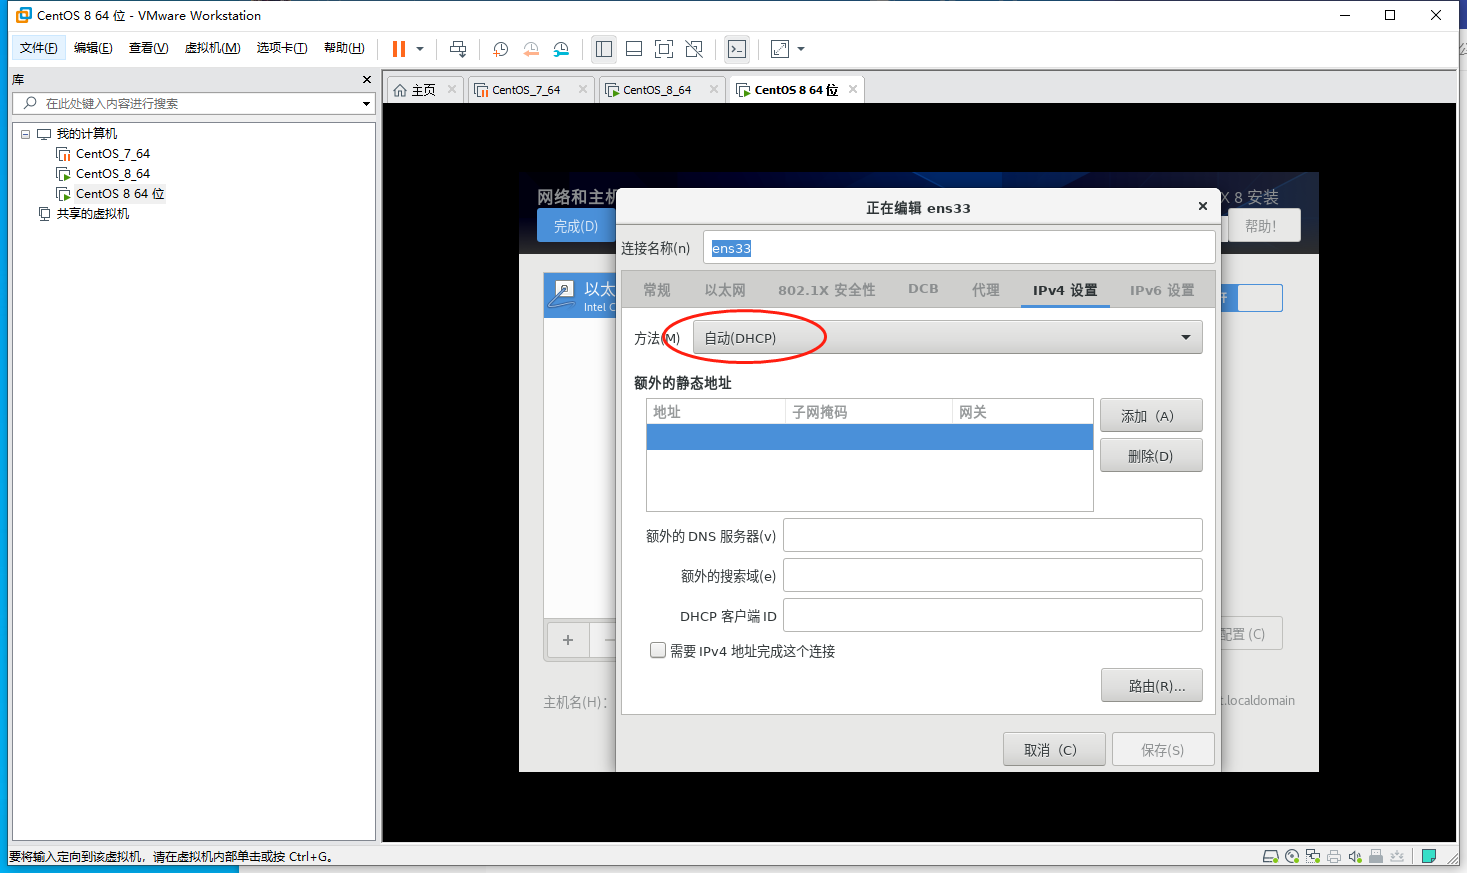 CentOS 8 64 位 - VMware Workstation
文件(F) 编辑(E) 查看(V) 虚拟机(M) 选项卡(T) 帮助(H)
库
在此处键入内容进行搜索
主页 CentOS_7_64 CentOS_8_64 CentOS 8 64 位
我的计算机
CentOS_7_64
CentOS_8_64
CentOS 8 64 位
共享的虚拟机
网络和主机 X 8 安装
完成(D) 帮助!
正在编辑 ens33
连接名称(n) ens33
以太
Intel C
常规 以太网 802.1X 安全性 DCB 代理 IPv4 设置 IPv6 设置
开
方法(M) 自动(DHCP)
额外的静态地址
地址 子网掩码 网关
添加 (A)
删除(D)
额外的 DNS 服务器(v)
额外的搜索域(e)
DHCP 客户端 ID
+ −
配置 (C)
需要 IPv4 地址完成这个连接
路由(R)...
主机名(H): t.localdomain
取消 (C) 保存(S)
要将输入定向到该虚拟机，请在虚拟机内部单击或按 Ctrl+G。